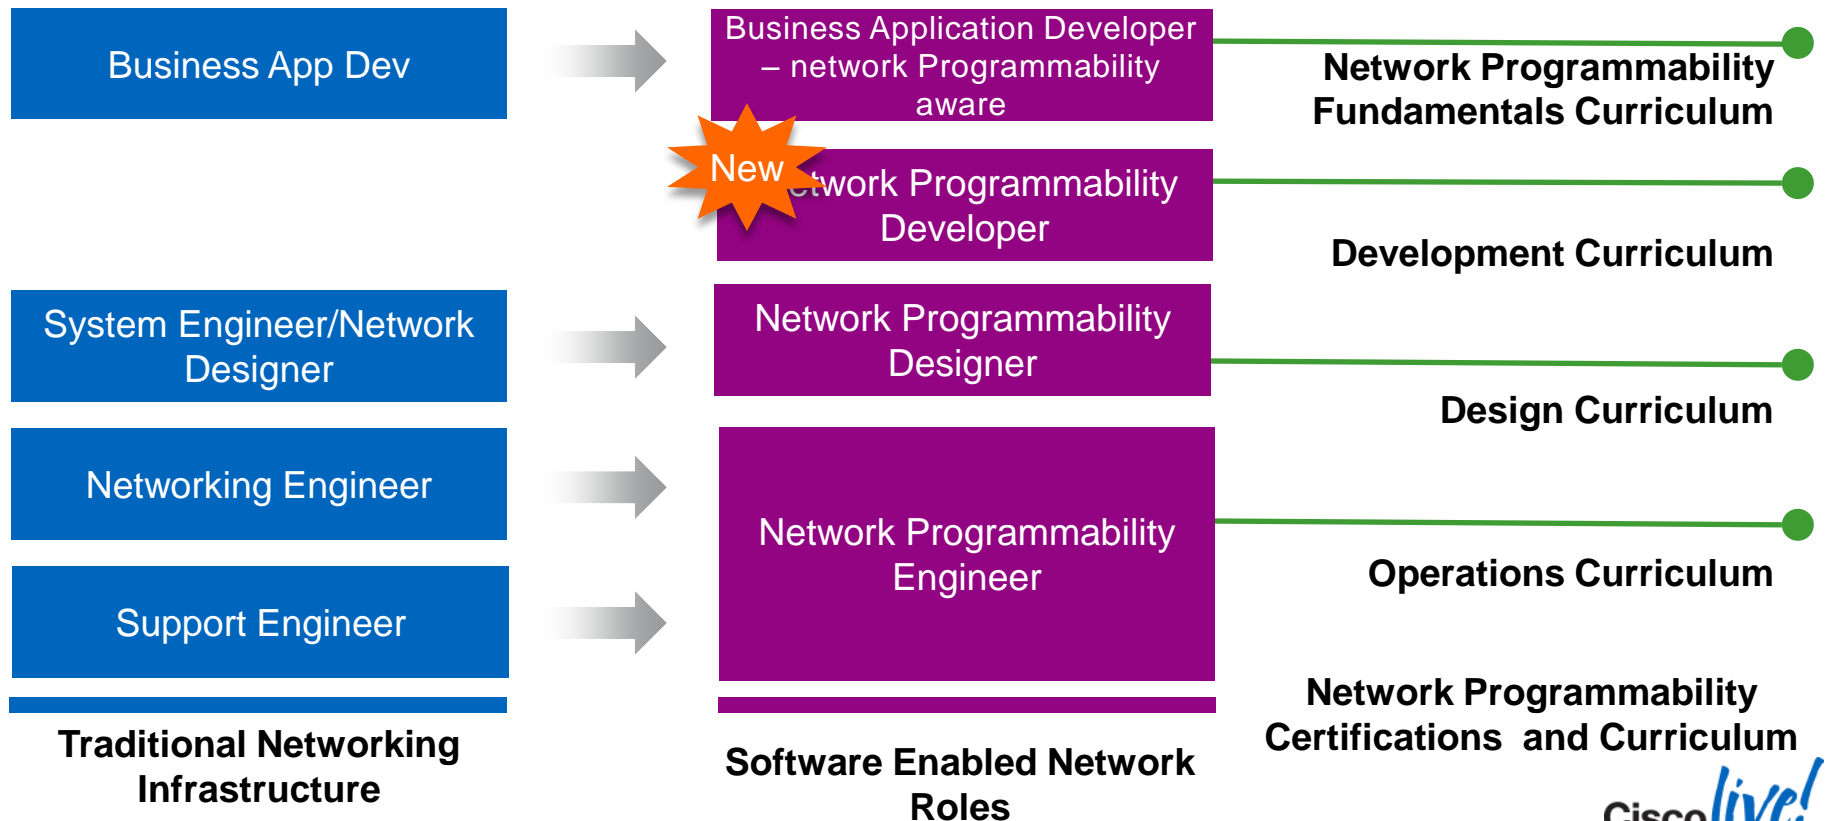 Business App Dev
Business Application Developer
– network Programmability
aware
Network Programmability
Fundamentals Curriculum
New
Network Programmability
Developer
Development Curriculum
System Engineer/Network
Designer
Network Programmability
Designer
Design Curriculum
Networking Engineer
Network Programmability
Engineer
Operations Curriculum
Support Engineer
Traditional Networking
Infrastructure
Software Enabled Network
Roles
Network Programmability
Certifications and Curriculum
Cisco live!